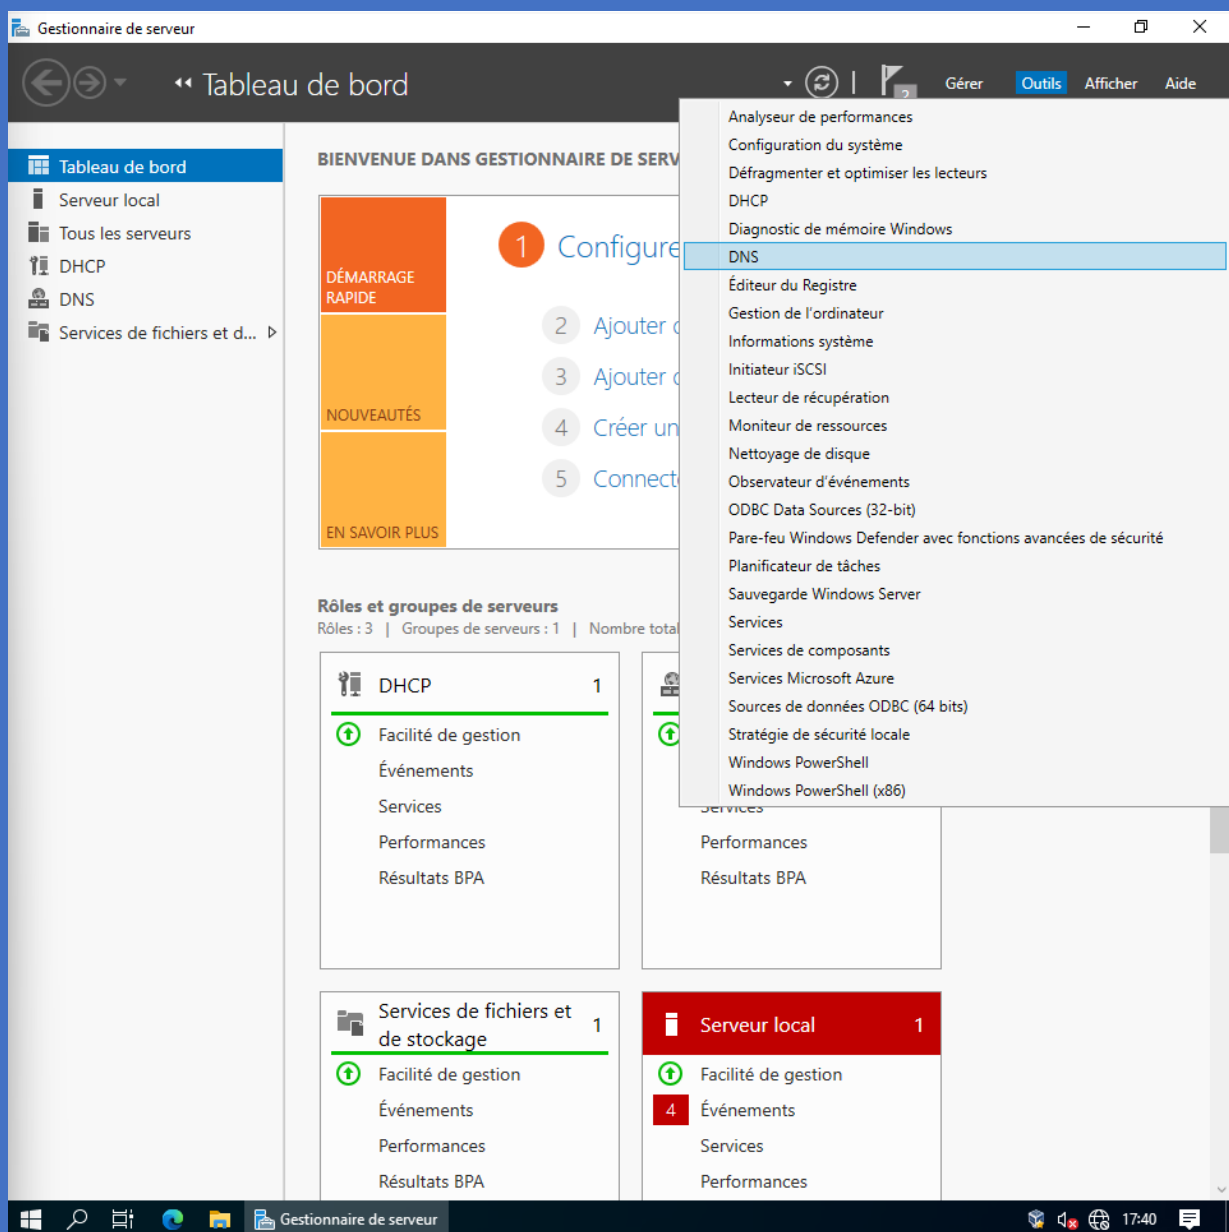 Gestionnaire de serveur
Tableau de bord
2
Gérer
Outils
Afficher
Aide
Tableau de bord
Serveur local
Tous les serveurs
DHCP
DNS
Services de fichiers et d...
BIENVENUE DANS GESTIONNAIRE DE SERV
DÉMARRAGE
RAPIDE
NOUVEAUTÉS
EN SAVOIR PLUS
1 Configure
2 Ajouter
3 Ajouter
4 Créer un
5 Connect
Analyseur de performances
Configuration du système
Défragmenter et optimiser les lecteurs
DHCP
Diagnostic de mémoire Windows
DNS
Éditeur du Registre
Gestion de l'ordinateur
Informations système
Initiateur iSCSI
Lecteur de récupération
Moniteur de ressources
Nettoyage de disque
Observateur d'événements
ODBC Data Sources (32-bit)
Pare-feu Windows Defender avec fonctions avancées de sécurité
Planificateur de tâches
Sauvegarde Windows Server
Services
Services de composants
Services Microsoft Azure
Sources de données ODBC (64 bits)
Stratégie de sécurité locale
Windows PowerShell
Windows PowerShell (x86)
Rôles et groupes de serveurs
Rôles : 3 | Groupes de serveurs : 1 | Nombre total
DHCP 1
Facilité de gestion
Événements
Services
Performances
Résultats BPA
Services
Performances
Résultats BPA
Services de fichiers et
de stockage
1
Facilité de gestion
Événements
Performances
Résultats BPA
Serveur local 1
Facilité de gestion
4 Événements
Services
Performances
Gestionnaire de serveur
17:40